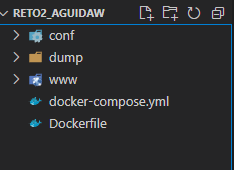 RETO2_AGUIDAW
conf
dump
www
docker-compose.yml
Dockerfile